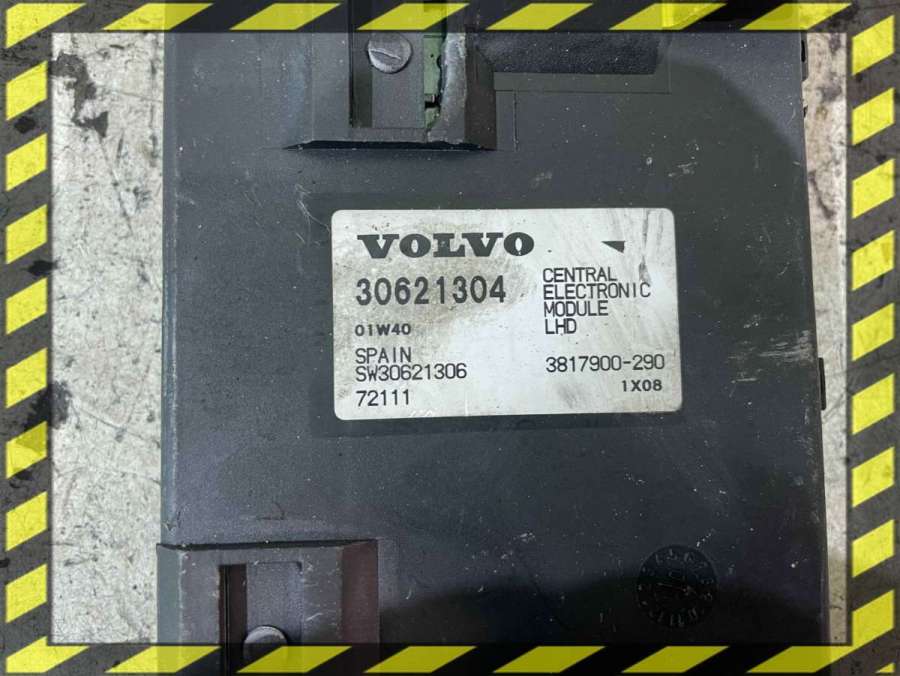 VOLVO
30621304
CENTRAL
ELECTRONIC
MODULE
LHD
01W40
SPAIN
SW30621306
3817900-290
72111
1X08